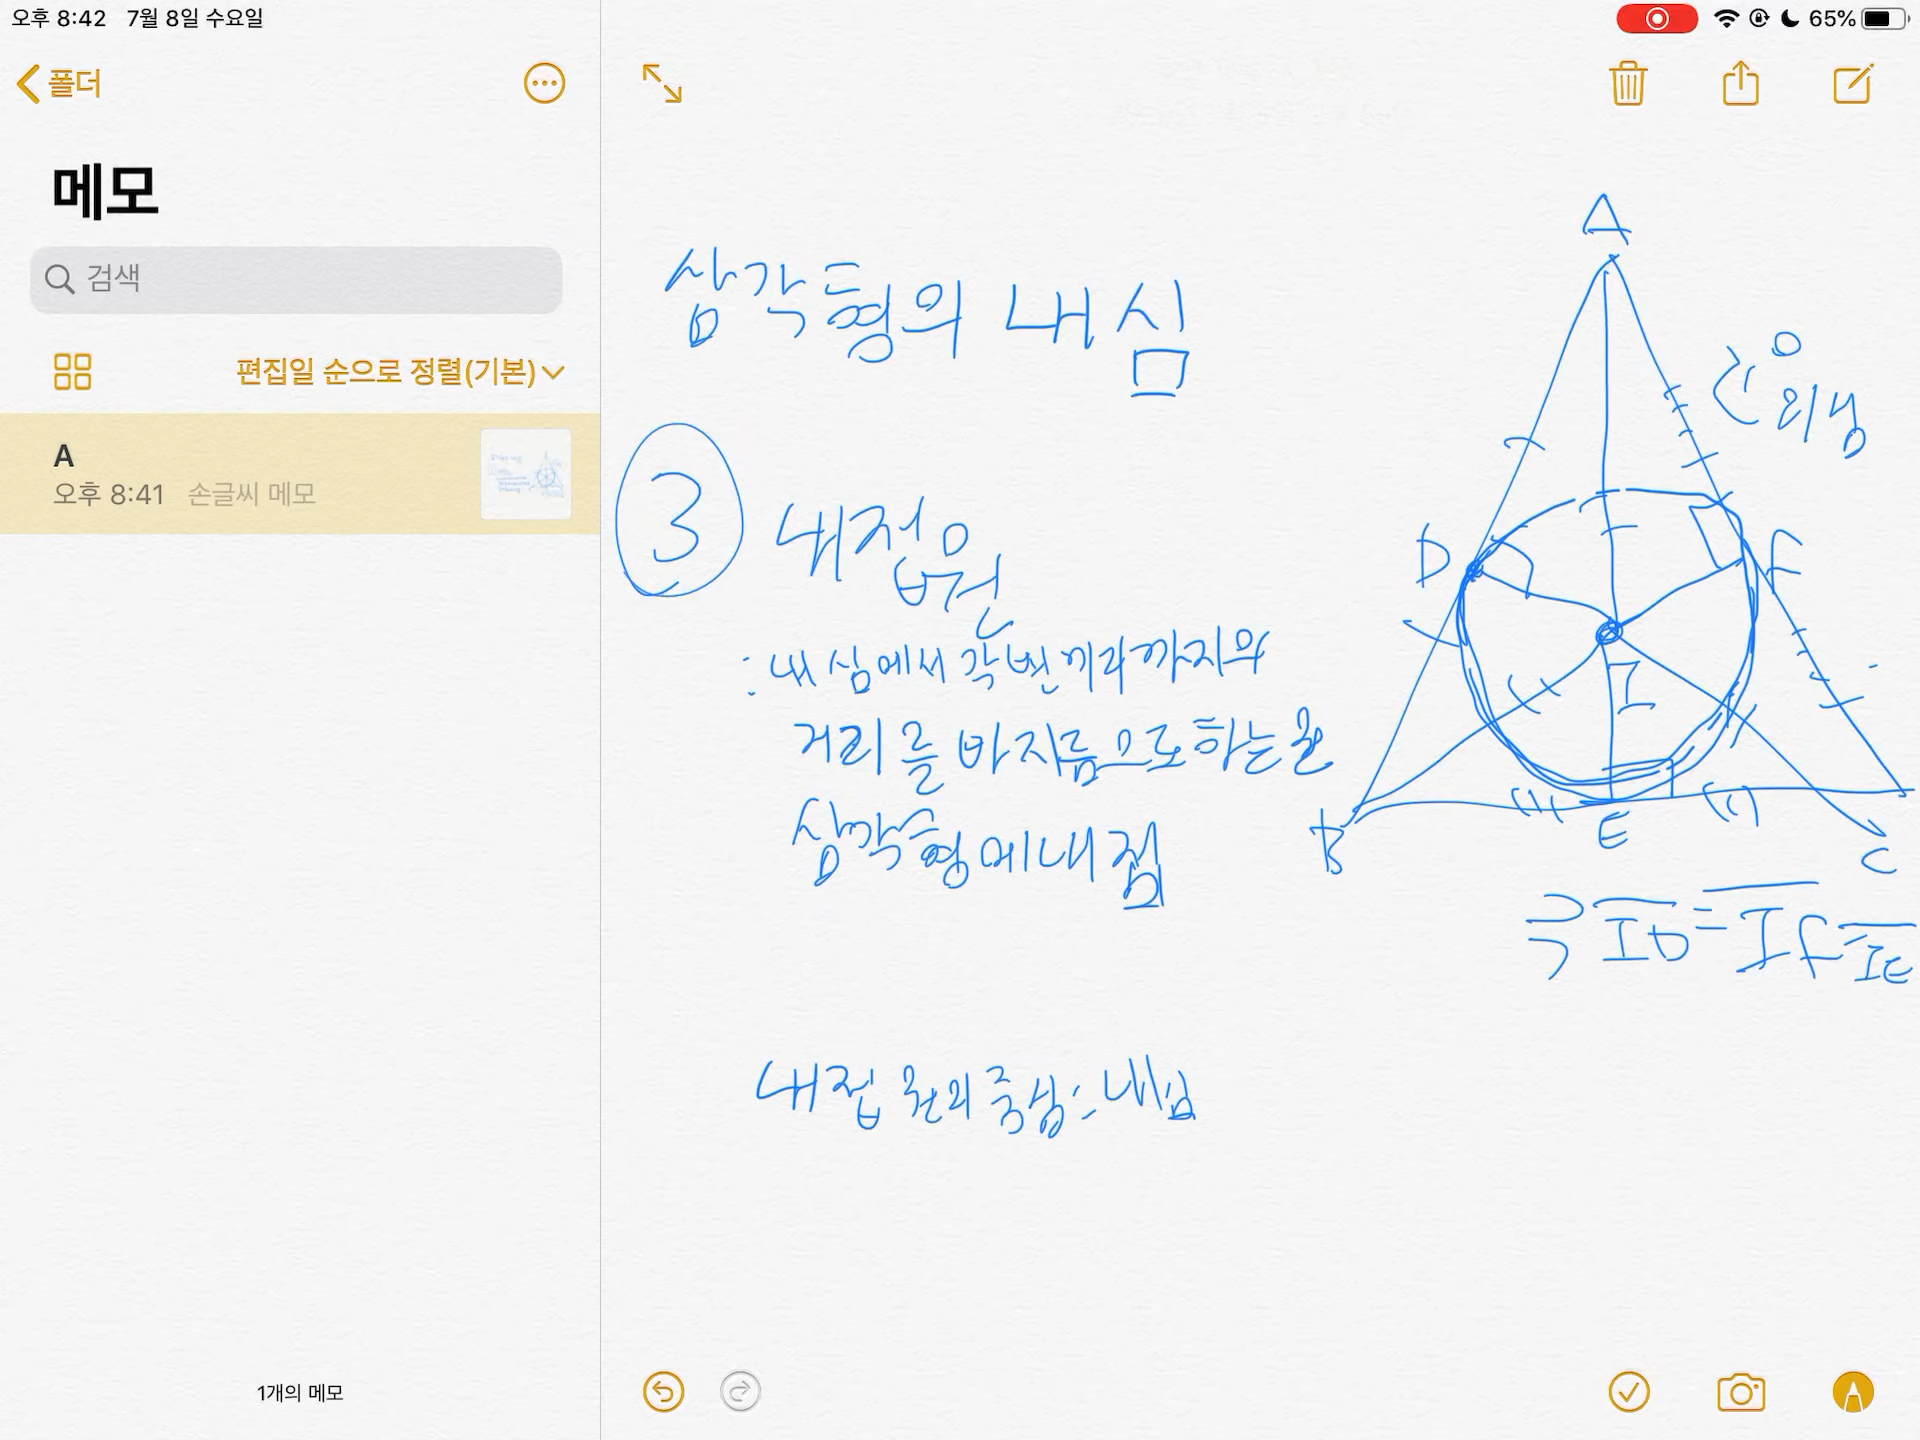 오후 8:42 7월 8일 수요일
65%
폴더
메모
검색
편집일 순으로 정렬(기본)
A
오후 8:41 손글씨 메모
1개의 메모
삼각형의 내심
3 내접원
: 내심에서 각 변 까지의
거리를 반지름으로 하는 원
삼각형에 내접
내접원의 중심 = 내심
A
D
F
I
B
E
C
ID = IF = IE